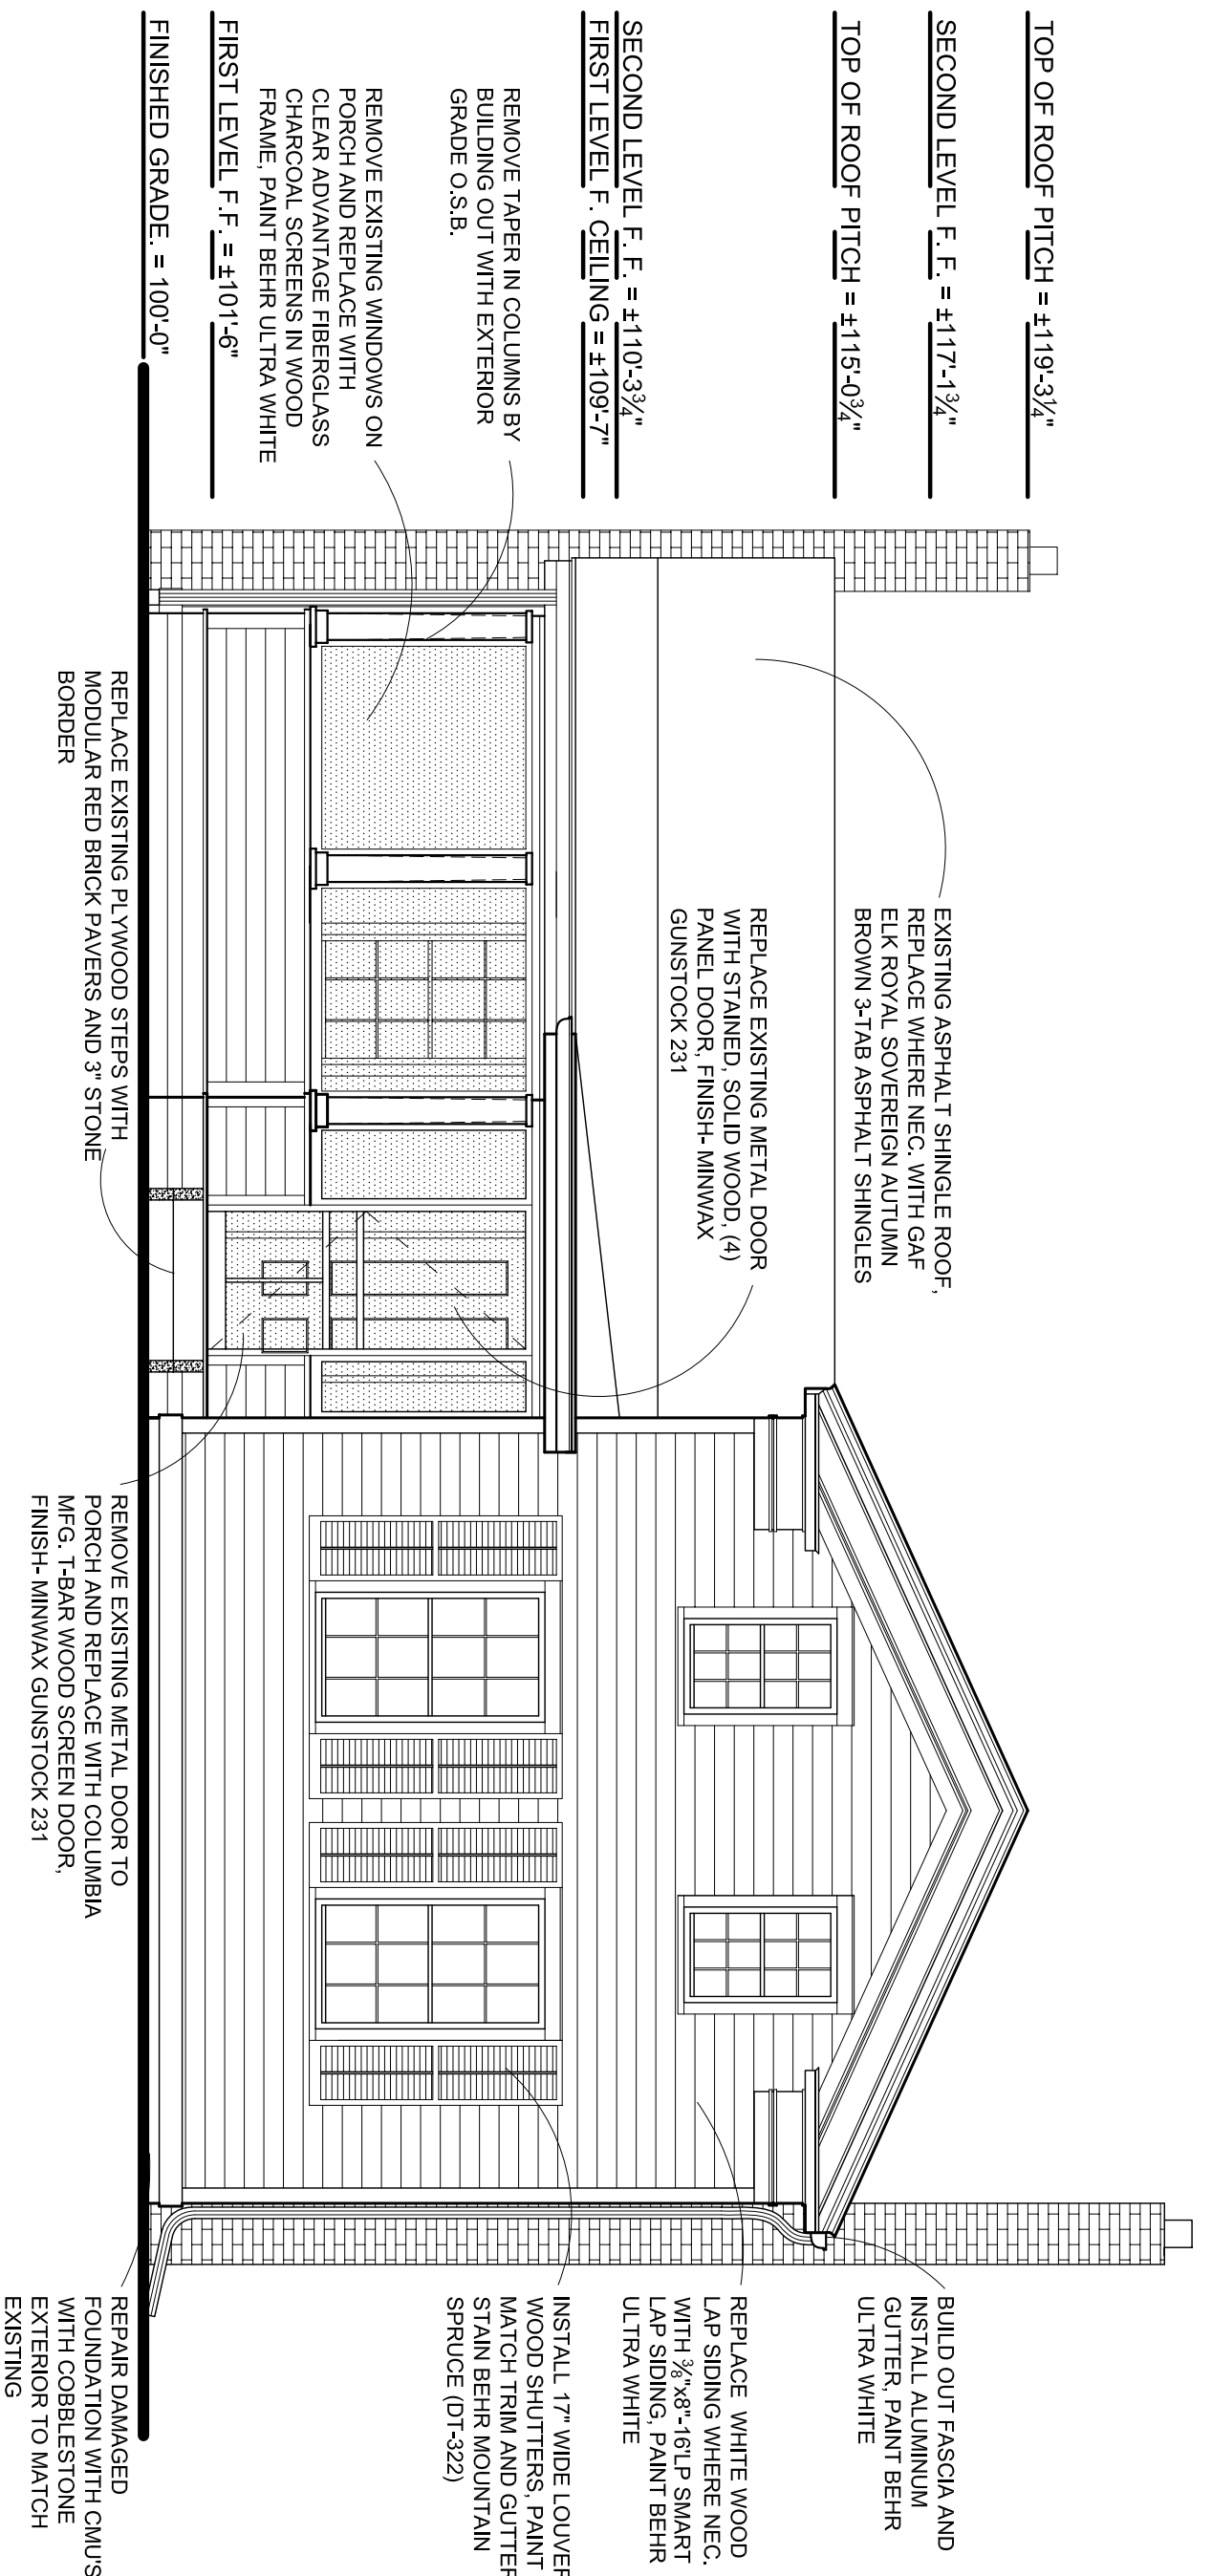 TOP OF ROOF PITCH = ±119'-3¼"
SECOND LEVEL F. F. = ±117'-1¾"
TOP OF ROOF PITCH = ±115'-0¾"
SECOND LEVEL F. F. = ±110'-3¾"
FIRST LEVEL F. CEILING = ±109'-7"
REMOVE TAPER IN COLUMNS BY
BUILDING OUT WITH EXTERIOR
GRADE O.S.B.
REMOVE EXISTING WINDOWS ON
PORCH AND REPLACE WITH
CLEAR ADVANTAGE FIBERGLASS
CHARCOAL SCREENS IN WOOD
FRAME, PAINT BEHR ULTRA WHITE
FIRST LEVEL F.F. = ±101'-6"
FINISHED GRADE. = 100'-0"
EXISTING ASPHALT SHINGLE ROOF,
REPLACE WHERE NEC. WITH GAF
ELK ROYAL SOVEREIGN AUTUMN
BROWN 3-TAB ASPHALT SHINGLES
REPLACE EXISTING METAL DOOR
WITH STAINED, SOLID WOOD, (4)
PANEL DOOR, FINISH- MINWAX
GUNSTOCK 231
REPLACE EXISTING PLYWOOD STEPS WITH
MODULAR RED BRICK PAVERS AND 3" STONE
BORDER
REMOVE EXISTING METAL DOOR TO
PORCH AND REPLACE WITH COLUMBIA
MFG. T-BAR WOOD SCREEN DOOR,
FINISH- MINWAX GUNSTOCK 231
BUILD OUT FASCIA AND
INSTALL ALUMINUM
GUTTER, PAINT BEHR
ULTRA WHITE
REPLACE WHITE WOOD
LAP SIDING WHERE NEC.
WITH ⅜"x8"-16'LP SMART
LAP SIDING, PAINT BEHR
ULTRA WHITE
INSTALL 17" WIDE LOUVER
WOOD SHUTTERS, PAINT
MATCH TRIM AND GUTTER
STAIN BEHR MOUNTAIN
SPRUCE (DT-322)
REPAIR DAMAGED
FOUNDATION WITH CMU'S
WITH COBBLESTONE
EXTERIOR TO MATCH
EXISTING